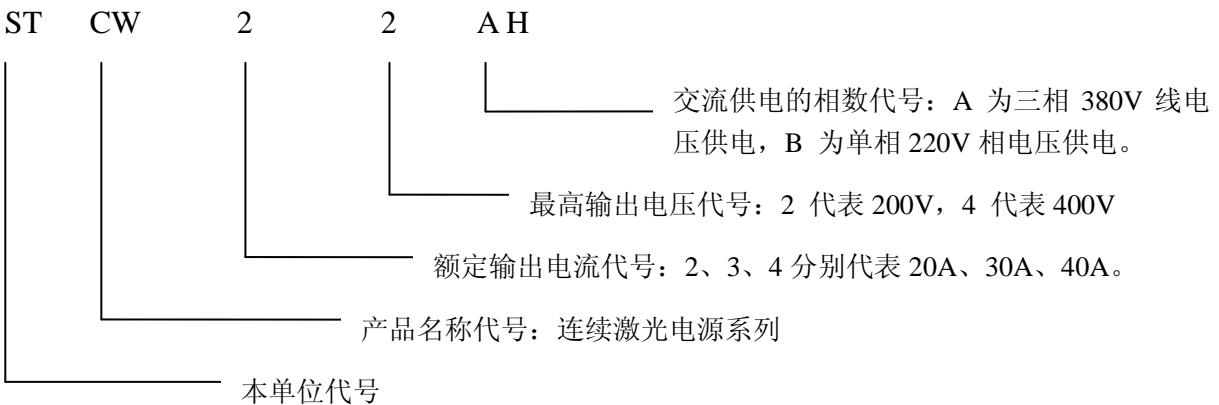 ST CW 2 2 A H
交流供电的相数代号：A 为三相 380V 线电
压供电，B 为单相 220V 相电压供电。
最高输出电压代号：2 代表 200V，4 代表 400V
额定输出电流代号：2、3、4 分别代表 20A、30A、40A。
产品名称代号：连续激光电源系列
本单位代号